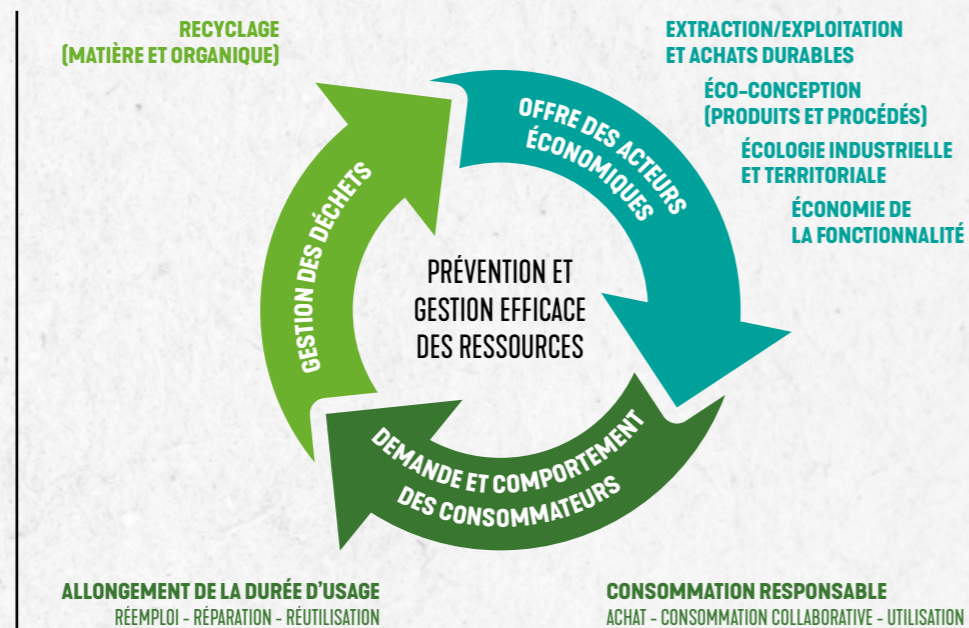 RECYCLAGE
(MATIÈRE ET ORGANIQUE)
EXTRACTION/EXPLOITATION
ET ACHATS DURABLES
ÉCO-CONCEPTION
(PRODUITS ET PROCÉDÉS)
ÉCOLOGIE INDUSTRIELLE
ET TERRITORIALE
ÉCONOMIE DE
LA FONCTIONNALITÉ
OFFRE DES ACTEURS
ÉCONOMIQUES
GESTION DES DÉCHETS
PRÉVENTION ET
GESTION EFFICACE
DES RESSOURCES
DEMANDE ET COMPORTEMENT
DES CONSOMMATEURS
ALLONGEMENT DE LA DURÉE D'USAGE
RÉEMPLOI - RÉPARATION - RÉUTILISATION
CONSOMMATION RESPONSABLE
ACHAT - CONSOMMATION COLLABORATIVE - UTILISATION